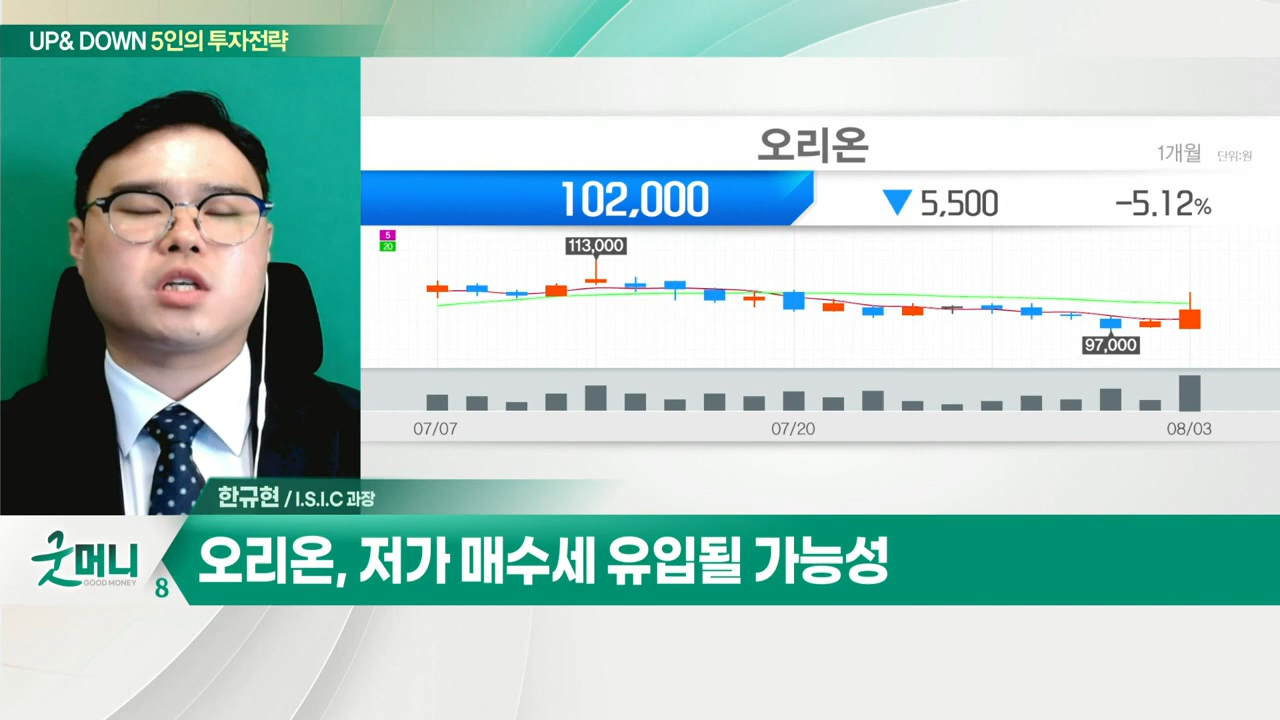 UP& DOWN 5인의 투자전략
오리온
1개월 단위:원
102,000 ▼ 5,500 -5.12%
5
20
113,000
97,000
07/07 07/20 08/03
한규현 / I.S.I.C 과장
굿머니
GOOD MONEY
8
오리온, 저가 매수세 유입될 가능성